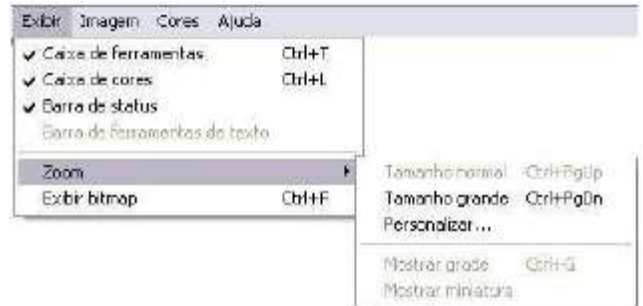 Exibir Imagem Cores Ajuda
Caixa de ferramentas Ctrl+T
Caixa de cores Ctrl+L
Barra de status
Barra de ferramentas de texto
Zoom
Exibir bitmap Ctrl+F
Tamanho normal Ctrl+PgUp
Tamanho grande Ctrl+PgDn
Personalizar...
Mostrar grade Ctrl+G
Mostrar miniatura